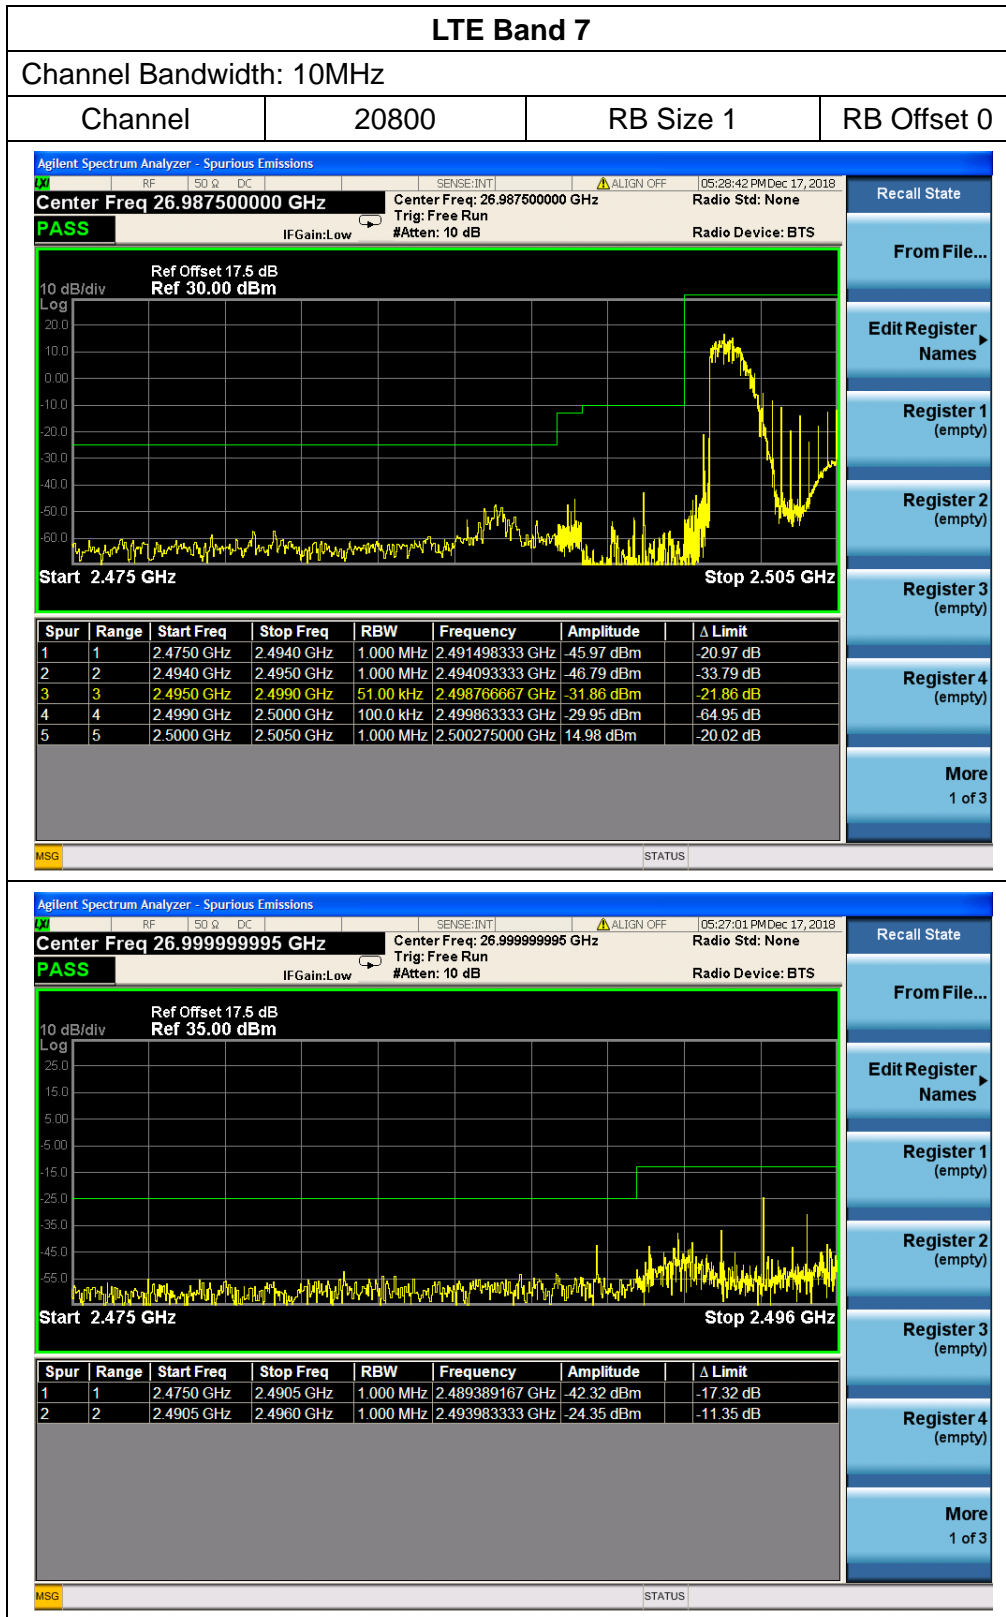 LTE Band 7
Channel Bandwidth: 10MHz
Channel 20800 RB Size 1 RB Offset 0
Agilent Spectrum Analyzer - Spurious Emissions
LXI RF 50 Ω DC SENSE:INT ALIGN OFF 05:28:42 PM Dec 17, 2018
Center Freq 26.987500000 GHz Center Freq: 26.987500000 GHz Radio Std: None
Trig: Free Run
PASS IFGain:Low #Atten: 10 dB Radio Device: BTS
Ref Offset 17.5 dB
10 dB/div Ref 30.00 dBm
Log
20.0
10.0
0.00
-10.0
-20.0
-30.0
-40.0
-50.0
-60.0
Start 2.475 GHz Stop 2.505 GHz
Spur Range Start Freq Stop Freq RBW Frequency Amplitude Δ Limit
1 1 2.4750 GHz 2.4940 GHz 1.000 MHz 2.491498333 GHz -45.97 dBm -20.97 dB
2 2 2.4940 GHz 2.4950 GHz 1.000 MHz 2.494093333 GHz -46.79 dBm -33.79 dB
3 3 2.4950 GHz 2.4990 GHz 51.00 kHz 2.498766667 GHz -31.86 dBm -21.86 dB
4 4 2.4990 GHz 2.5000 GHz 100.0 kHz 2.499863333 GHz -29.95 dBm -64.95 dB
5 5 2.5000 GHz 2.5050 GHz 1.000 MHz 2.500275000 GHz 14.98 dBm -20.02 dB
MSG STATUS
Recall State
From File...
Edit Register
Names
Register 1
(empty)
Register 2
(empty)
Register 3
(empty)
Register 4
(empty)
More
1 of 3
Agilent Spectrum Analyzer - Spurious Emissions
LXI RF 50 Ω DC SENSE:INT ALIGN OFF 05:27:01 PM Dec 17, 2018
Center Freq 26.999999995 GHz Center Freq: 26.999999995 GHz Radio Std: None
Trig: Free Run
PASS IFGain:Low #Atten: 10 dB Radio Device: BTS
Ref Offset 17.5 dB
10 dB/div Ref 35.00 dBm
Log
25.0
15.0
5.00
-5.00
-15.0
-25.0
-35.0
-45.0
-55.0
Start 2.475 GHz Stop 2.496 GHz
Spur Range Start Freq Stop Freq RBW Frequency Amplitude Δ Limit
1 1 2.4750 GHz 2.4905 GHz 1.000 MHz 2.489389167 GHz -42.32 dBm -17.32 dB
2 2 2.4905 GHz 2.4960 GHz 1.000 MHz 2.493983333 GHz -24.35 dBm -11.35 dB
MSG STATUS
Recall State
From File...
Edit Register
Names
Register 1
(empty)
Register 2
(empty)
Register 3
(empty)
Register 4
(empty)
More
1 of 3